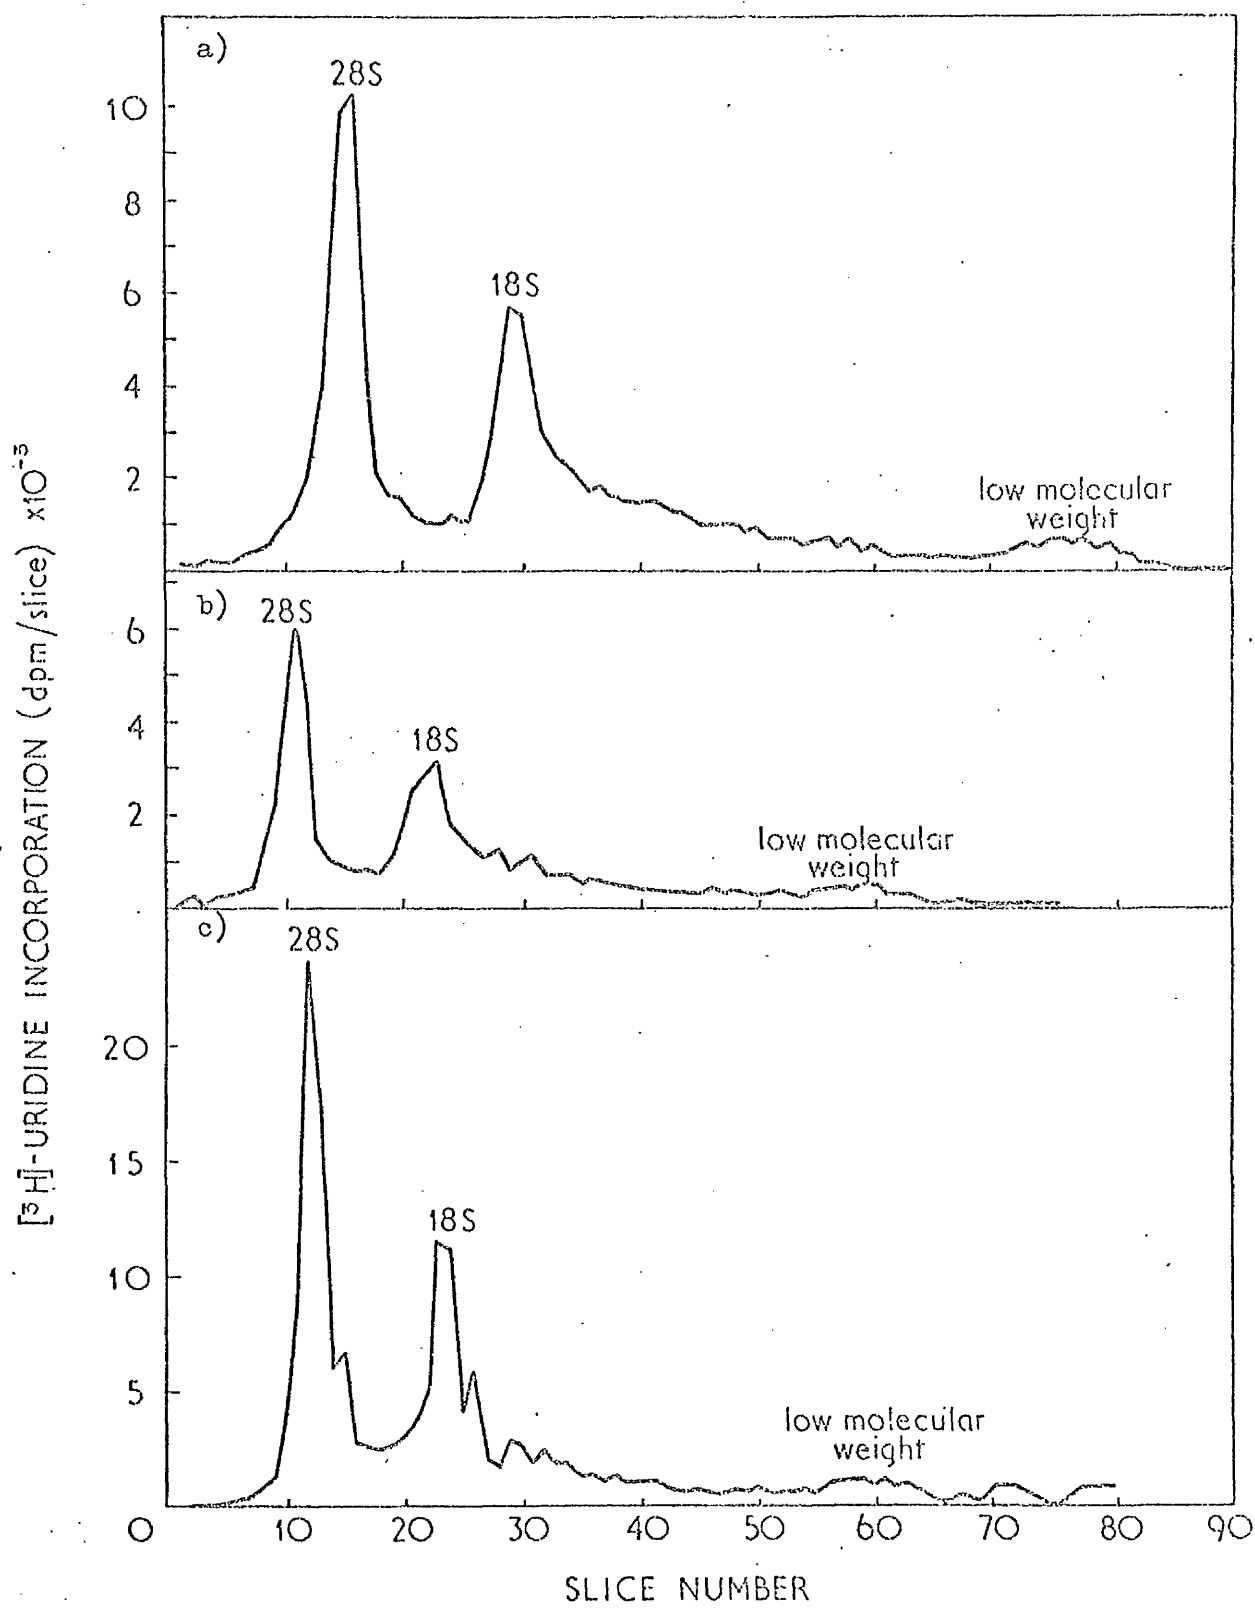 a)
28S
10
8
18S
6
4
2
low molecular
weight
b)
28S
6
18S
4
2
low molecular
weight
c)
28S
20
15
18S
10
5
low molecular
weight
0 10 20 30 40 50 60 70 80 90
SLICE NUMBER
[³H]-URIDINE INCORPORATION (dpm/slice) x10⁻³